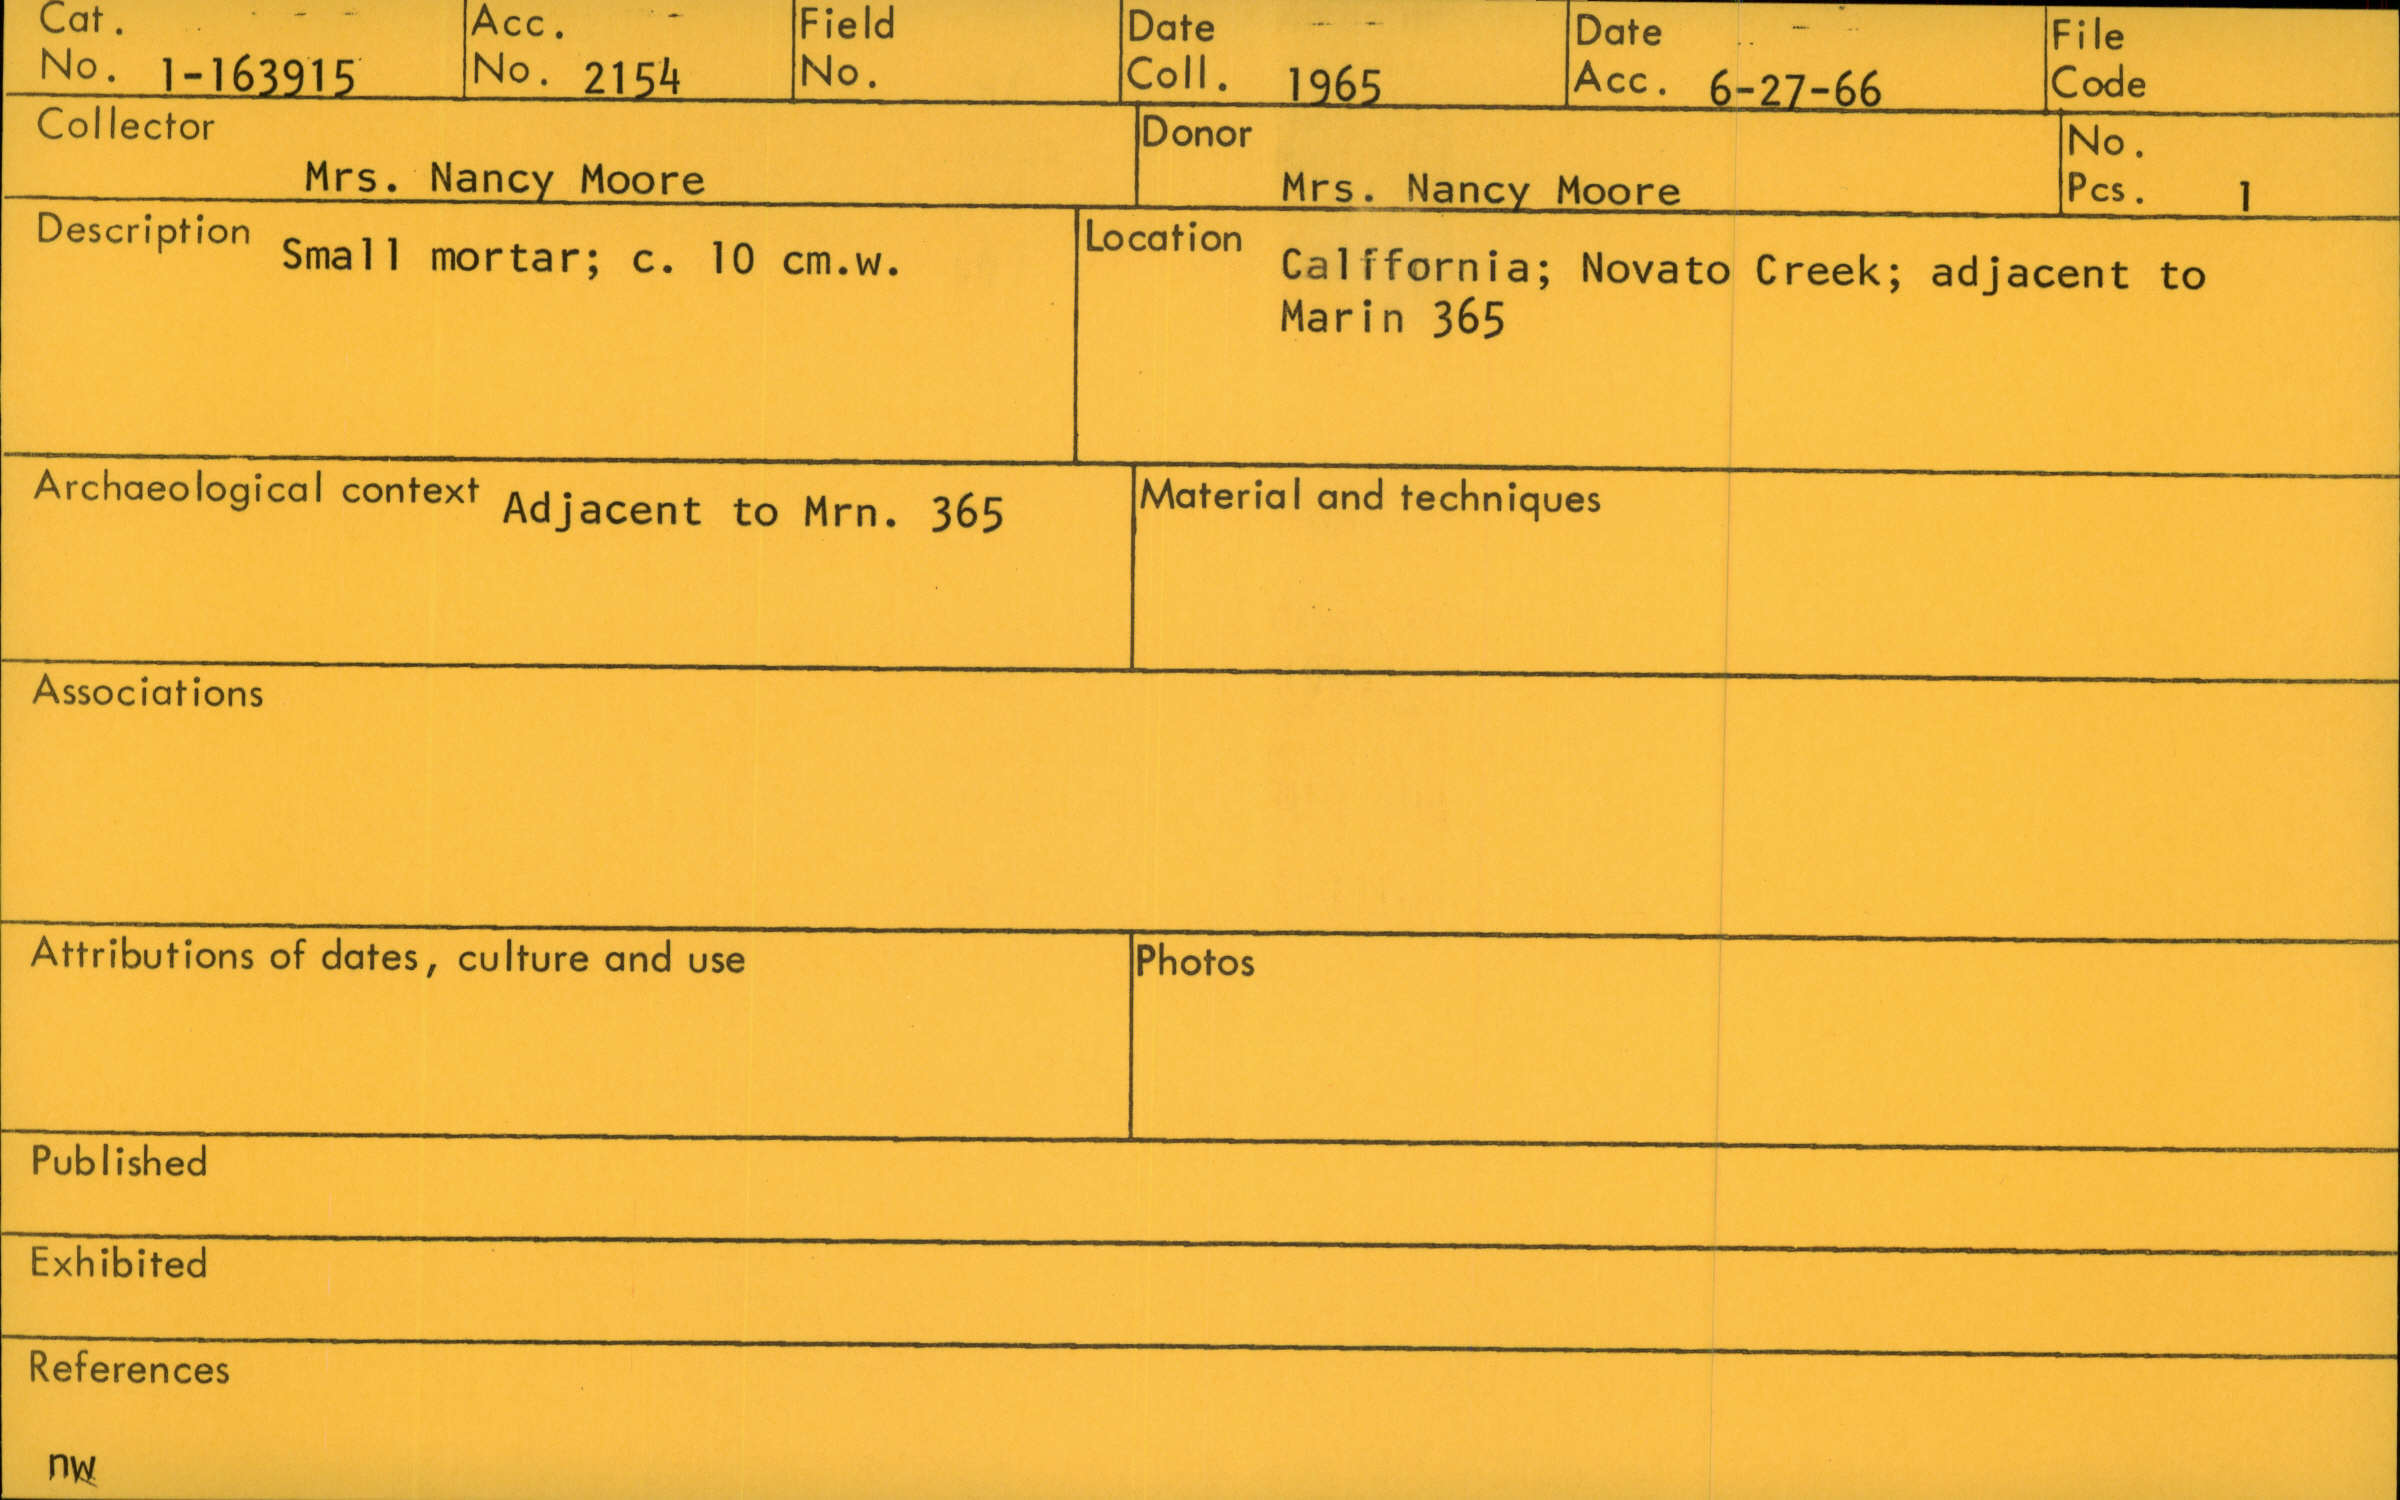 Cat. No. 1-163915
Acc. No. 2154
Field No.
Date Coll. 1965
Date Acc. 6-27-66
File Code
Collector
Mrs. Nancy Moore
Donor
Mrs. Nancy Moore
No. Pcs. 1
Description Small mortar; c. 10 cm.w.
Location Calffornia; Novato Creek; adjacent to
Marin 365
Archaeological context Adjacent to Mrn. 365
Material and techniques
Associations
Attributions of dates, culture and use
Photos
Published
Exhibited
References
nw